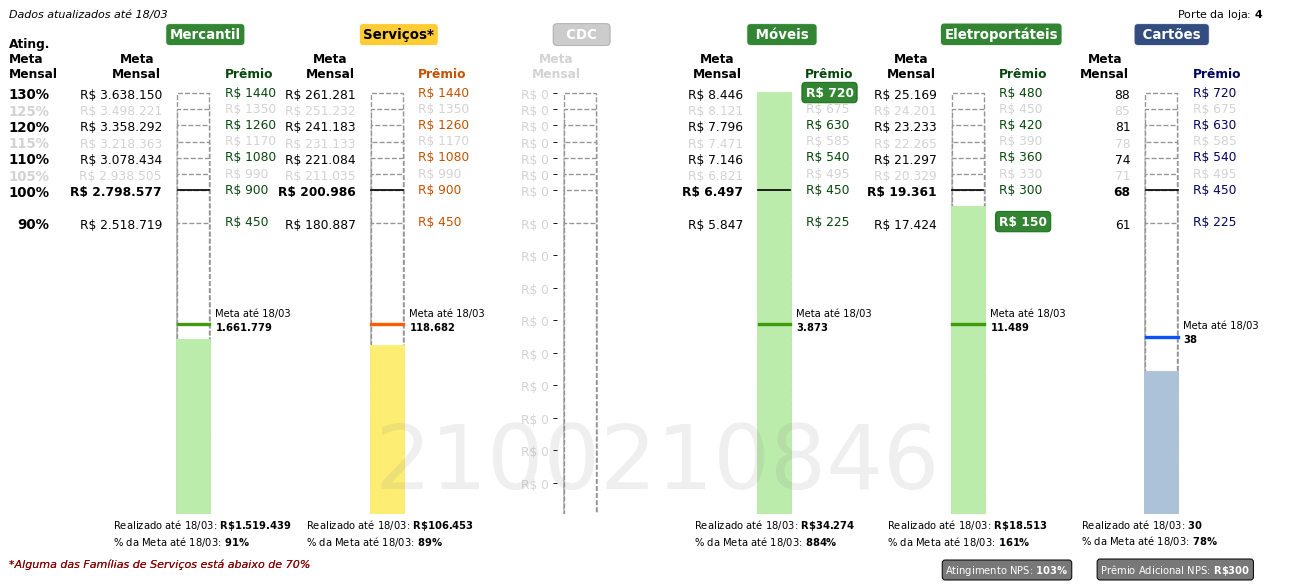 Dados atualizados até 18/03 Porte da loja: 4
Mercantil Serviços* CDC Móveis Eletroportáteis Cartões
Ating. Meta Mensal Meta Mensal Prêmio Meta Mensal Prêmio Meta Mensal Meta Mensal Prêmio Meta Mensal Prêmio Meta Mensal Prêmio
130% R$ 3.638.150 R$ 1440 R$ 261.281 R$ 1440 R$ 0 R$ 8.446 R$ 720 R$ 25.169 R$ 480 88 R$ 720
125% R$ 3.498.221 R$ 1350 R$ 251.232 R$ 1350 R$ 0 R$ 8.121 R$ 675 R$ 24.201 R$ 450 85 R$ 675
120% R$ 3.358.292 R$ 1260 R$ 241.183 R$ 1260 R$ 0 R$ 7.796 R$ 630 R$ 23.233 R$ 420 81 R$ 630
115% R$ 3.218.363 R$ 1170 R$ 231.133 R$ 1170 R$ 0 R$ 7.471 R$ 585 R$ 22.265 R$ 390 78 R$ 585
110% R$ 3.078.434 R$ 1080 R$ 221.084 R$ 1080 R$ 0 R$ 7.146 R$ 540 R$ 21.297 R$ 360 74 R$ 540
105% R$ 2.938.505 R$ 990 R$ 211.035 R$ 990 R$ 0 R$ 6.821 R$ 495 R$ 20.329 R$ 330 71 R$ 495
100% R$ 2.798.577 R$ 900 R$ 200.986 R$ 900 R$ 0 R$ 6.497 R$ 450 R$ 19.361 R$ 300 68 R$ 450
90% R$ 2.518.719 R$ 450 R$ 180.887 R$ 450 R$ 0 R$ 5.847 R$ 225 R$ 17.424 R$ 150 61 R$ 225
R$ 0
R$ 0
R$ 0
R$ 0
R$ 0
R$ 0
R$ 0
R$ 0
Meta até 18/03 Meta até 18/03 Meta até 18/03 Meta até 18/03 Meta até 18/03
1.661.779 118.682 3.873 11.489 38
2100210846
Realizado até 18/03: R$1.519.439 Realizado até 18/03: R$106.453 Realizado até 18/03: R$34.274 Realizado até 18/03: R$18.513 Realizado até 18/03: 30
% da Meta até 18/03: 91% % da Meta até 18/03: 89% % da Meta até 18/03: 884% % da Meta até 18/03: 161% % da Meta até 18/03: 78%
*Alguma das Famílias de Serviços está abaixo de 70% Atingimento NPS: 103% Prêmio Adicional NPS: R$300